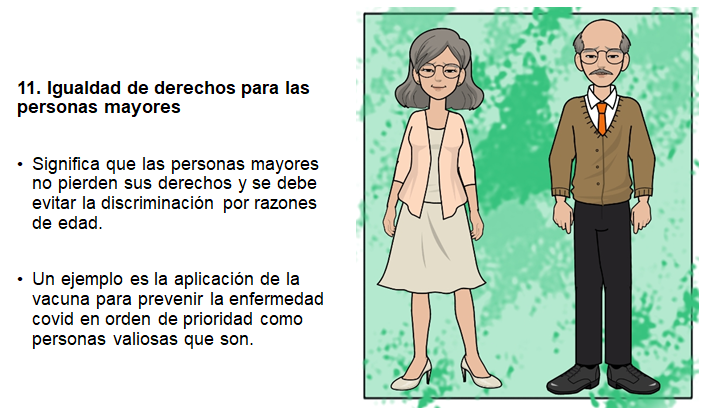 11. Igualdad de derechos para las
personas mayores
• Significa que las personas mayores
no pierden sus derechos y se debe
evitar la discriminación por razones
de edad.
• Un ejemplo es la aplicación de la
vacuna para prevenir la enfermedad
covid en orden de prioridad como
personas valiosas que son.